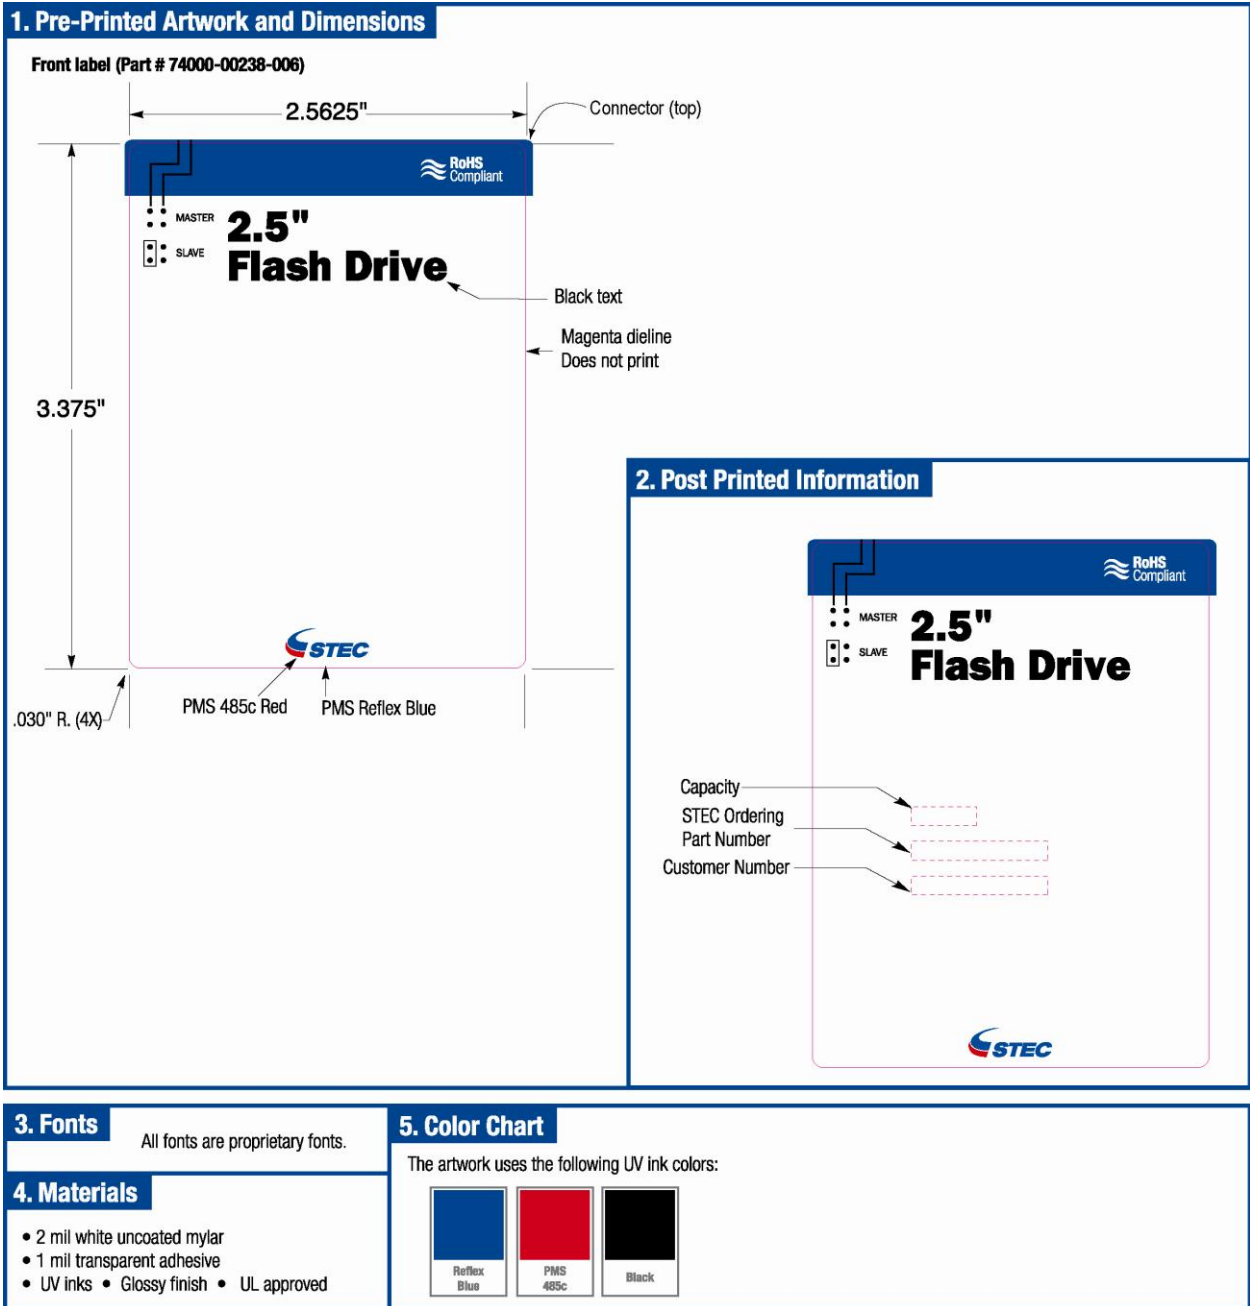 1. Pre-Printed Artwork and Dimensions
Front label (Part # 74000-00238-006)
2.5625"
Connector (top)
RoHS
Compliant
MASTER
SLAVE
2.5"
Flash Drive
Black text
Magenta dieline
Does not print
3.375"
STEC
PMS 485c Red
PMS Reflex Blue
.030" R. (4X)
2. Post Printed Information
RoHS
Compliant
MASTER
SLAVE
2.5"
Flash Drive
Capacity
STEC Ordering
Part Number
Customer Number
STEC
3. Fonts
All fonts are proprietary fonts.
4. Materials
• 2 mil white uncoated mylar
• 1 mil transparent adhesive
• UV inks • Glossy finish • UL approved
5. Color Chart
The artwork uses the following UV ink colors:
Reflex
Blue
PMS
485c
Black